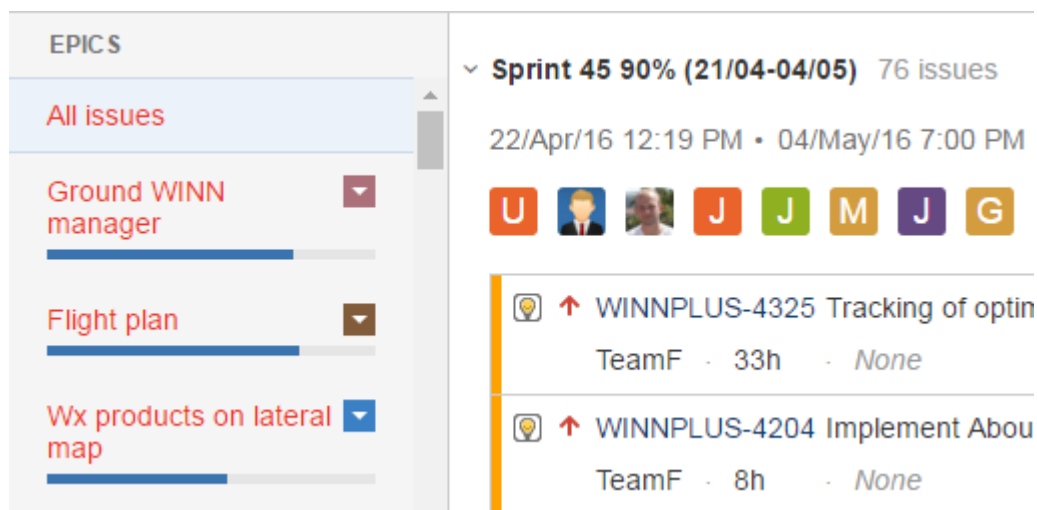 EPICS
All issues
Ground WINN
manager
Flight plan
Wx products on lateral
map
Sprint 45 90% (21/04-04/05) 76 issues
22/Apr/16 12:19 PM • 04/May/16 7:00 PM
U J J M J G
WINNPLUS-4325 Tracking of optim
TeamF · 33h · None
WINNPLUS-4204 Implement Abou
TeamF · 8h · None